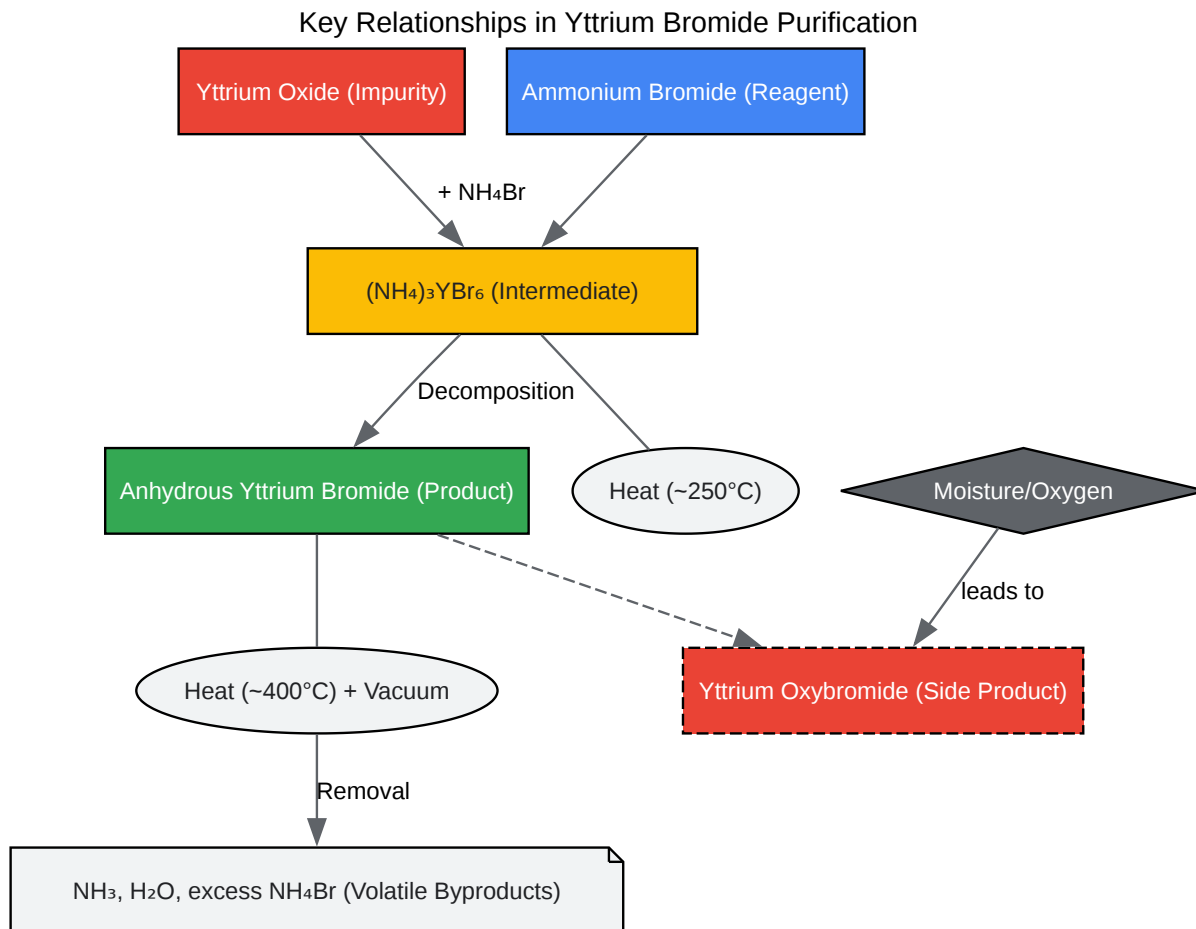 Key Relationships in Yttrium Bromide Purification
Yttrium Oxide (Impurity)
Ammonium Bromide (Reagent)
+ NH₄Br
(NH₄)₃YBr₆ (Intermediate)
Decomposition
Anhydrous Yttrium Bromide (Product)
Heat (~250°C)
Moisture/Oxygen
leads to
Heat (~400°C) + Vacuum
Yttrium Oxybromide (Side Product)
Removal
NH₃, H₂O, excess NH₄Br (Volatile Byproducts)